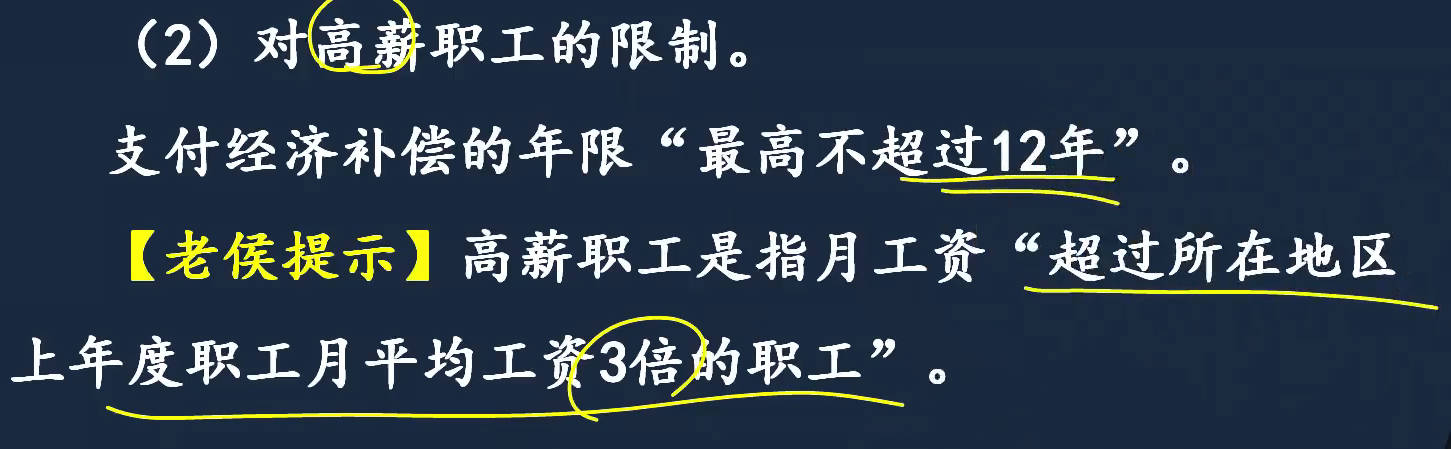 （2）对高薪职工的限制。
支付经济补偿的年限“最高不超过12年”。
【老侯提示】高薪职工是指月工资“超过所在地区
上年度职工月平均工资3倍的职工”。